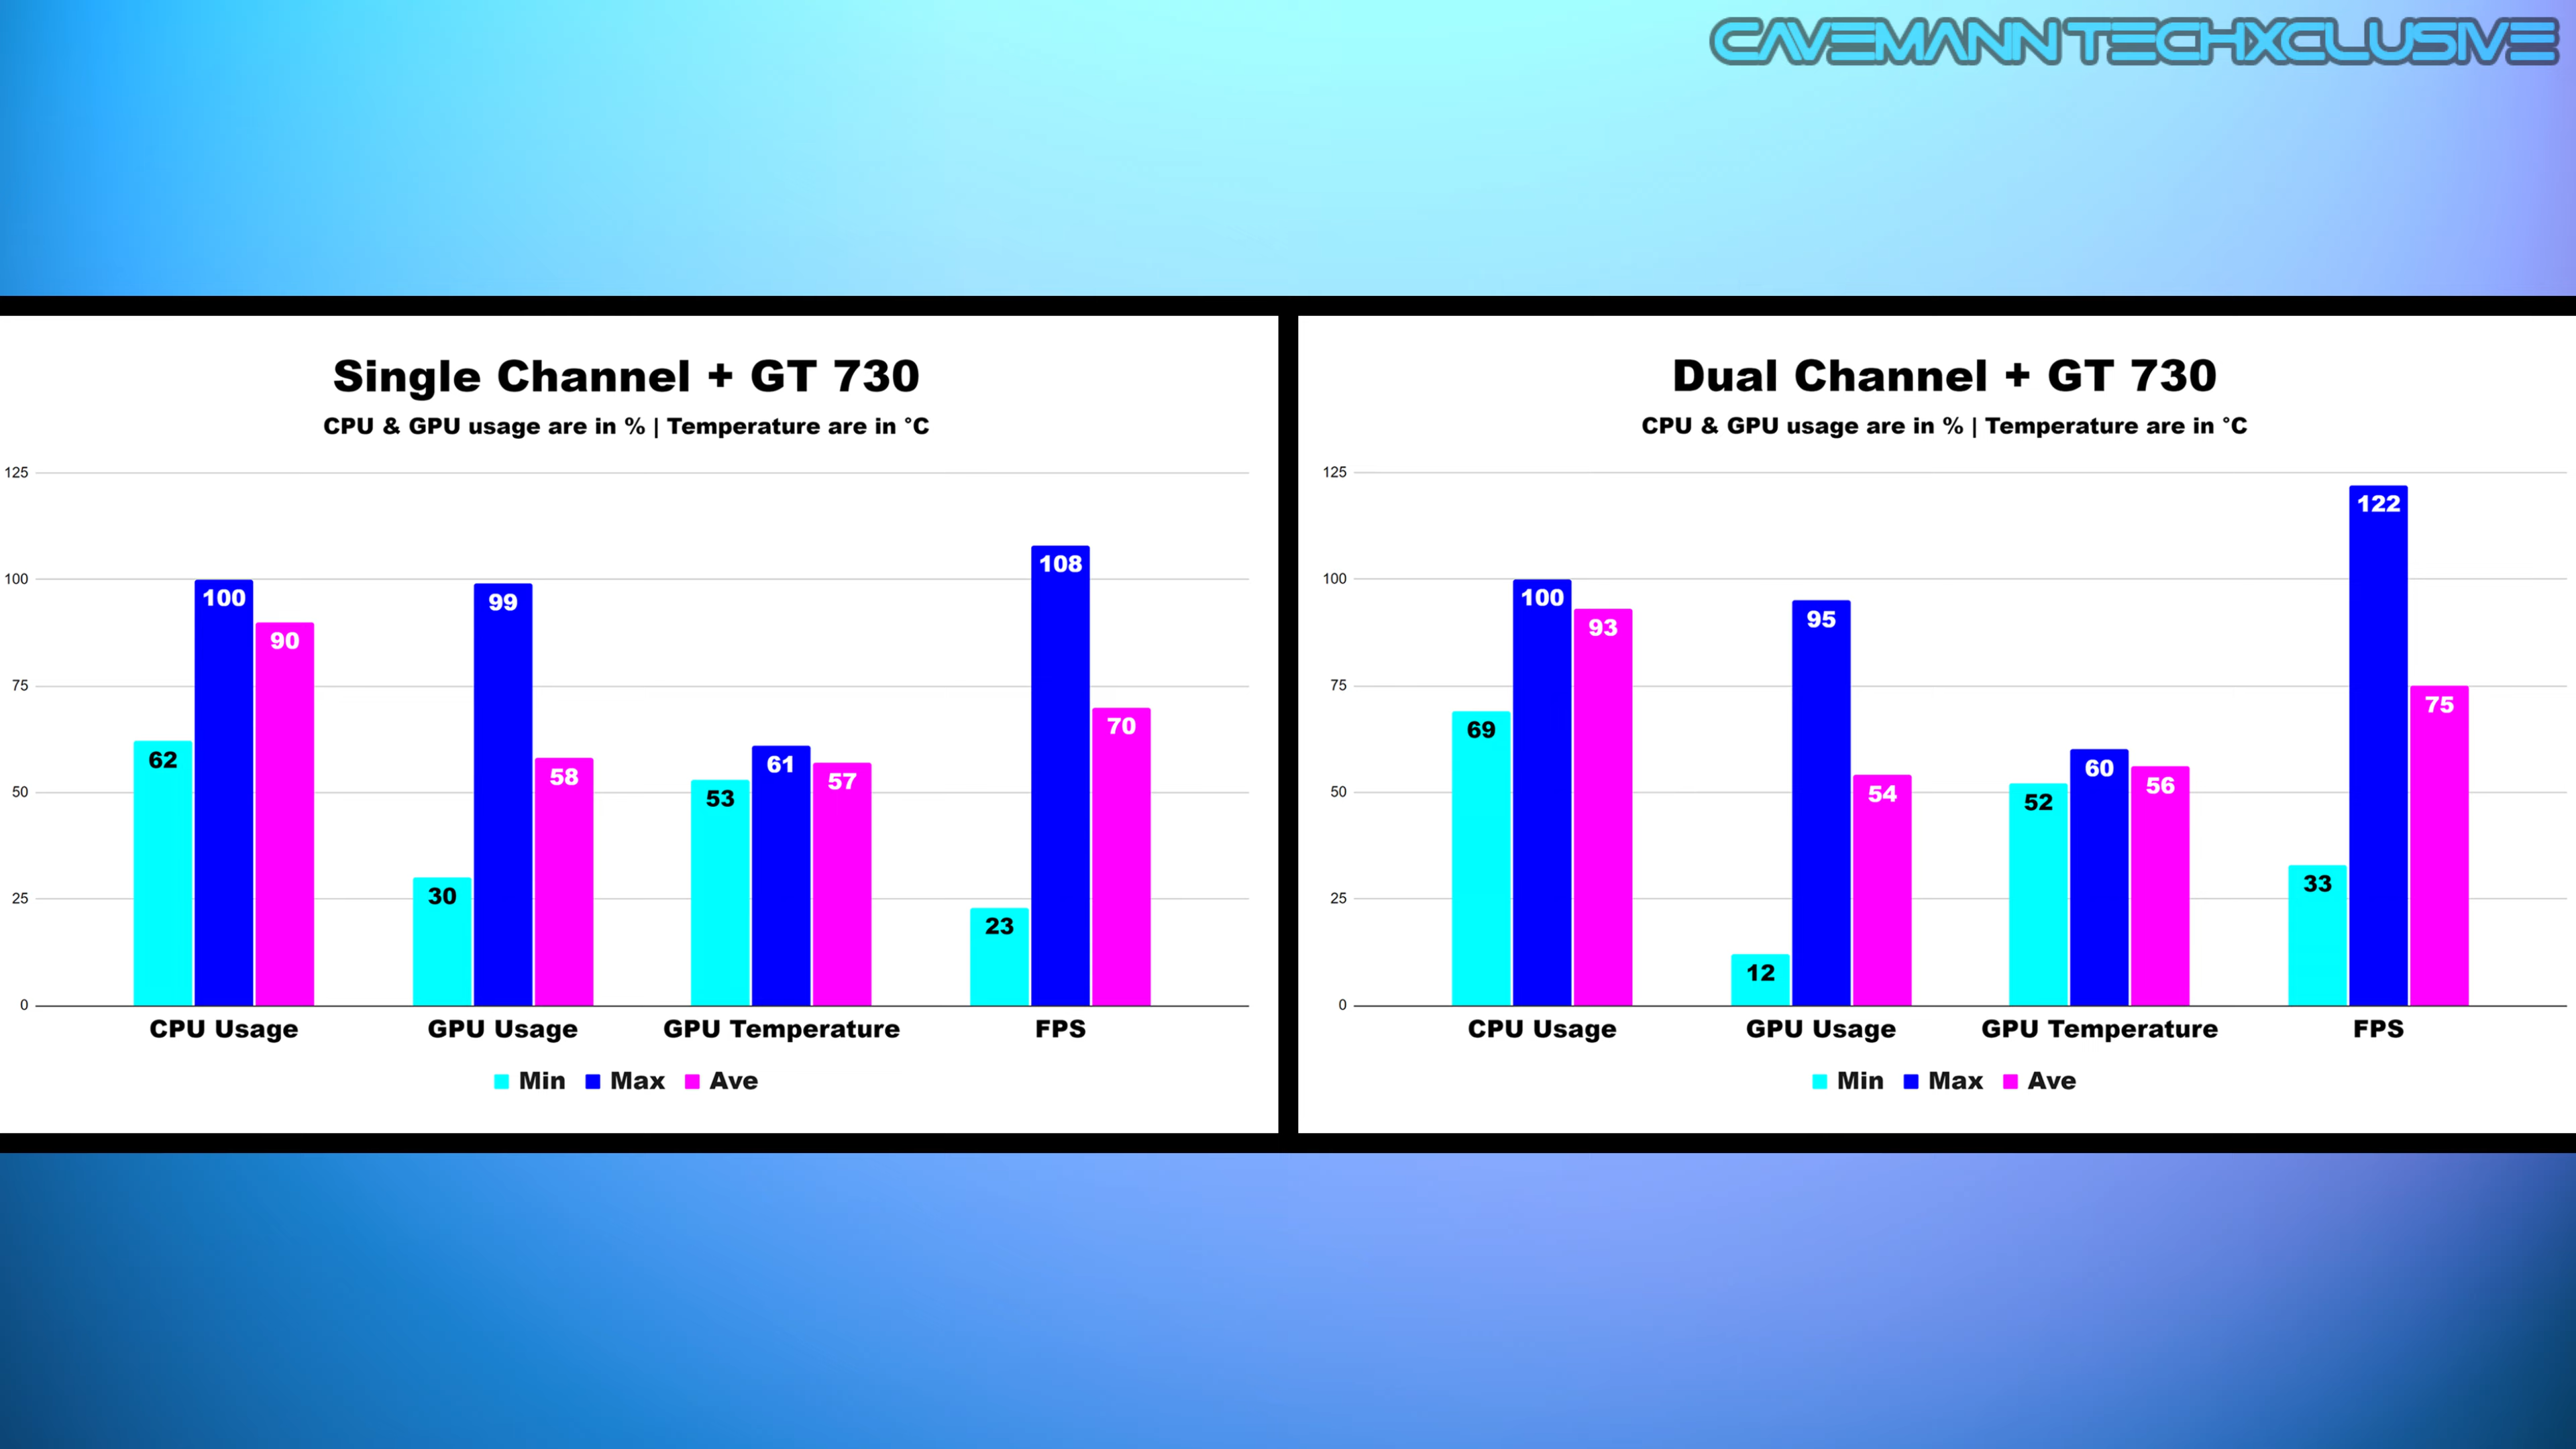 CAVEMANN TECHXCLUSIVE
Single Channel + GT 730
CPU & GPU usage are in % | Temperature are in °C
125
100
75
50
25
0
62
100
90
30
99
58
53
61
57
23
108
70
CPU Usage
GPU Usage
GPU Temperature
FPS
Min Max Ave
Dual Channel + GT 730
CPU & GPU usage are in % | Temperature are in °C
125
100
75
50
25
0
69
100
93
12
95
54
52
60
56
33
122
75
CPU Usage
GPU Usage
GPU Temperature
FPS
Min Max Ave